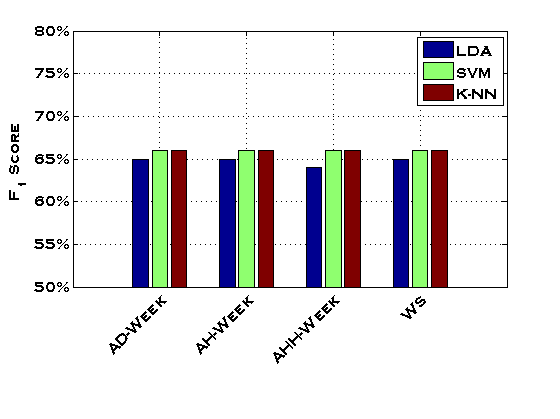 80%
75%
70%
65%
60%
55%
50%
F1 Score
LDA
SVM
K-NN
AD-Week
AH-Week
AHH-Week
WS